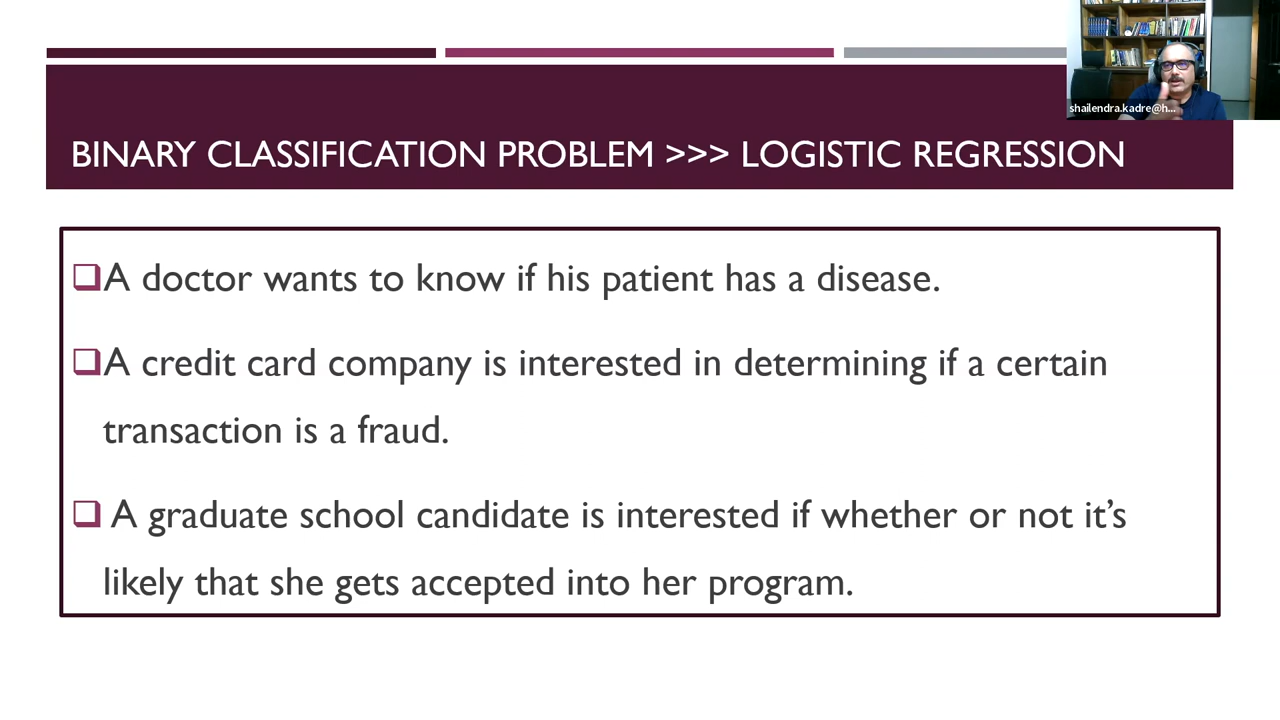 shailendra.kadre@h...
BINARY CLASSIFICATION PROBLEM >>> LOGISTIC REGRESSION
A doctor wants to know if his patient has a disease.
A credit card company is interested in determining if a certain
transaction is a fraud.
A graduate school candidate is interested if whether or not it's
likely that she gets accepted into her program.